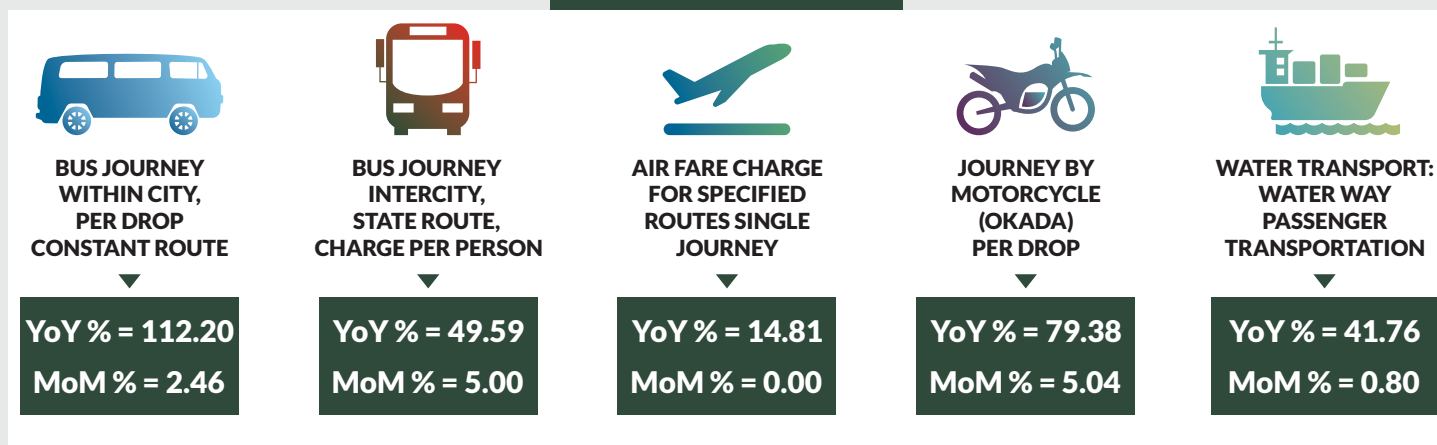 BUS JOURNEY
WITHIN CITY,
PER DROP
CONSTANT ROUTE
YoY % = 112.20
MoM % = 2.46
BUS JOURNEY
INTERCITY,
STATE ROUTE,
CHARGE PER PERSON
YoY % = 49.59
MoM % = 5.00
AIR FARE CHARGE
FOR SPECIFIED
ROUTES SINGLE
JOURNEY
YoY % = 14.81
MoM % = 0.00
JOURNEY BY
MOTORCYCLE
(OKADA)
PER DROP
YoY % = 79.38
MoM % = 5.04
WATER TRANSPORT:
WATER WAY
PASSENGER
TRANSPORTATION
YoY % = 41.76
MoM % = 0.80